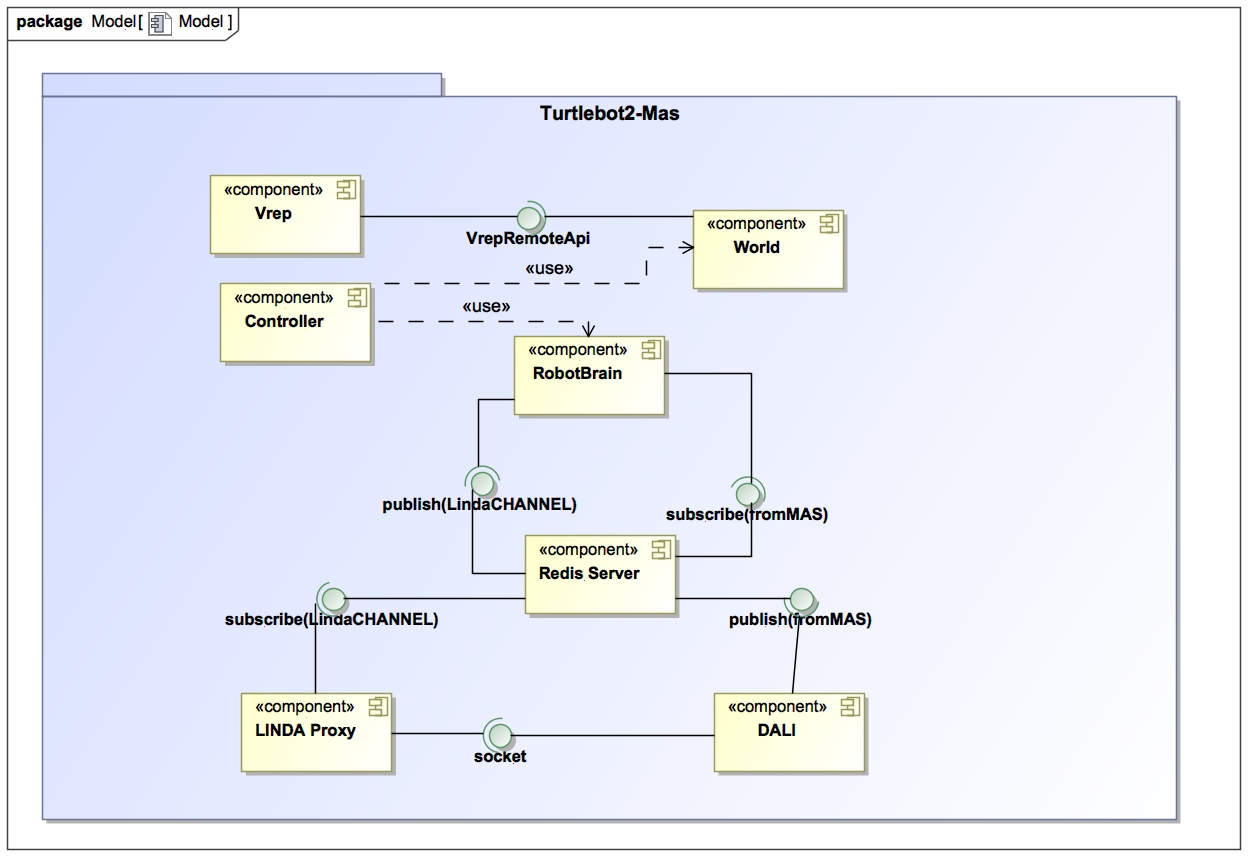 package Model[ Model ]
Turtlebot2-Mas
«component»
Vrep
VrepRemoteApi
«component»
World
«use»
«component»
Controller
«use»
«component»
RobotBrain
publish(LindaCHANNEL)
subscribe(fromMAS)
«component»
Redis Server
subscribe(LindaCHANNEL)
publish(fromMAS)
«component»
LINDA Proxy
socket
«component»
DALI